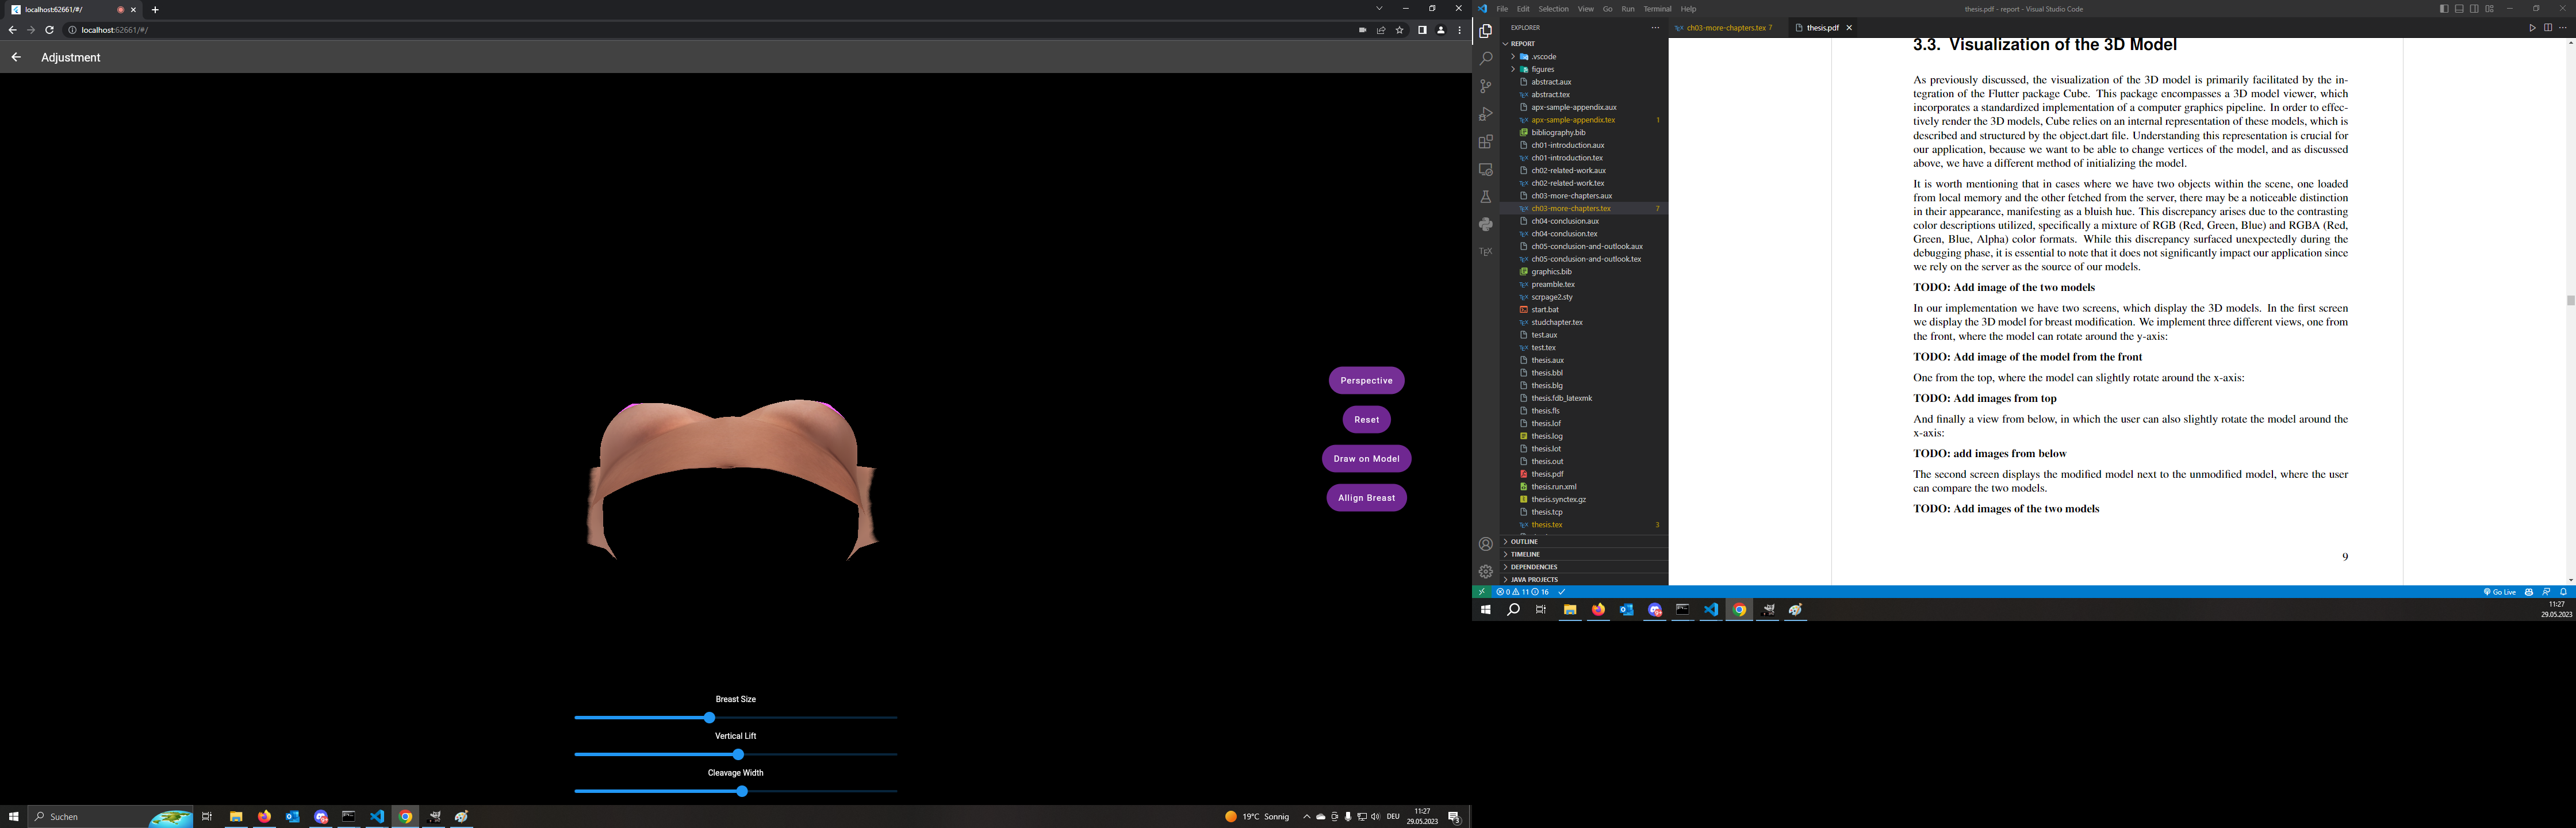 localhost:62661/#/
localhost:62661/#/
Adjustment
Perspective
Reset
Draw on Model
Allign Breast
Breast Size
Vertical Lift
Cleavage Width
Suchen
19°C Sonnig
DEU
11:27
29.05.2023
3
File Edit Selection View Go Run Terminal Help
thesis.pdf - report - Visual Studio Code
EXPLORER
REPORT
.vscode
figures
abstract.aux
abstract.tex
apx-sample-appendix.aux
apx-sample-appendix.tex 1
bibliography.bib
ch01-introduction.aux
ch01-introduction.tex
ch02-related-work.aux
ch02-related-work.tex
ch03-more-chapters.aux
ch03-more-chapters.tex 7
ch04-conclusion.aux
ch04-conclusion.tex
ch05-conclusion-and-outlook.aux
ch05-conclusion-and-outlook.tex
graphics.bib
preamble.tex
scrpage2.sty
start.bat
studchapter.tex
test.aux
test.tex
thesis.aux
thesis.bbl
thesis.blg
thesis.fdb_latexmk
thesis.fls
thesis.lof
thesis.log
thesis.lot
thesis.out
thesis.pdf
thesis.run.xml
thesis.synctex.gz
thesis.tcp
thesis.tex 3
OUTLINE
TIMELINE
DEPENDENCIES
JAVA PROJECTS
ch03-more-chapters.tex 7
thesis.pdf
3.3. Visualization of the 3D Model
As previously discussed, the visualization of the 3D model is primarily facilitated by the in-
tegration of the Flutter package Cube. This package encompasses a 3D model viewer, which
incorporates a standardized implementation of a computer graphics pipeline. In order to effec-
tively render the 3D models, Cube relies on an internal representation of these models, which is
described and structured by the object.dart file. Understanding this representation is crucial for
our application, because we want to be able to change vertices of the model, and as discussed
above, we have a different method of initializing the model.
It is worth mentioning that in cases where we have two objects within the scene, one loaded
from local memory and the other fetched from the server, there may be a noticeable distinction
in their appearance, manifesting as a bluish hue. This discrepancy arises due to the contrasting
color descriptions utilized, specifically a mixture of RGB (Red, Green, Blue) and RGBA (Red,
Green, Blue, Alpha) color formats. While this discrepancy surfaced unexpectedly during the
debugging phase, it is essential to note that it does not significantly impact our application since
we rely on the server as the source of our models.
TODO: Add image of the two models
In our implementation we have two screens, which display the 3D models. In the first screen
we display the 3D model for breast modification. We implement three different views, one from
the front, where the model can rotate around the y-axis:
TODO: Add image of the model from the front
One from the top, where the model can slightly rotate around the x-axis:
TODO: Add images from top
And finally a view from below, in which the user can also slightly rotate the model around the
x-axis:
TODO: add images from below
The second screen displays the modified model next to the unmodified model, where the user
can compare the two models.
TODO: Add images of the two models
9
0 11 16
Go Live
11:27
29.05.2023